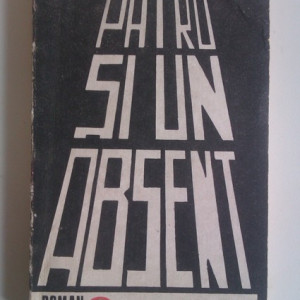 PATRU
ȘI UN
ABSENT
ROMAN